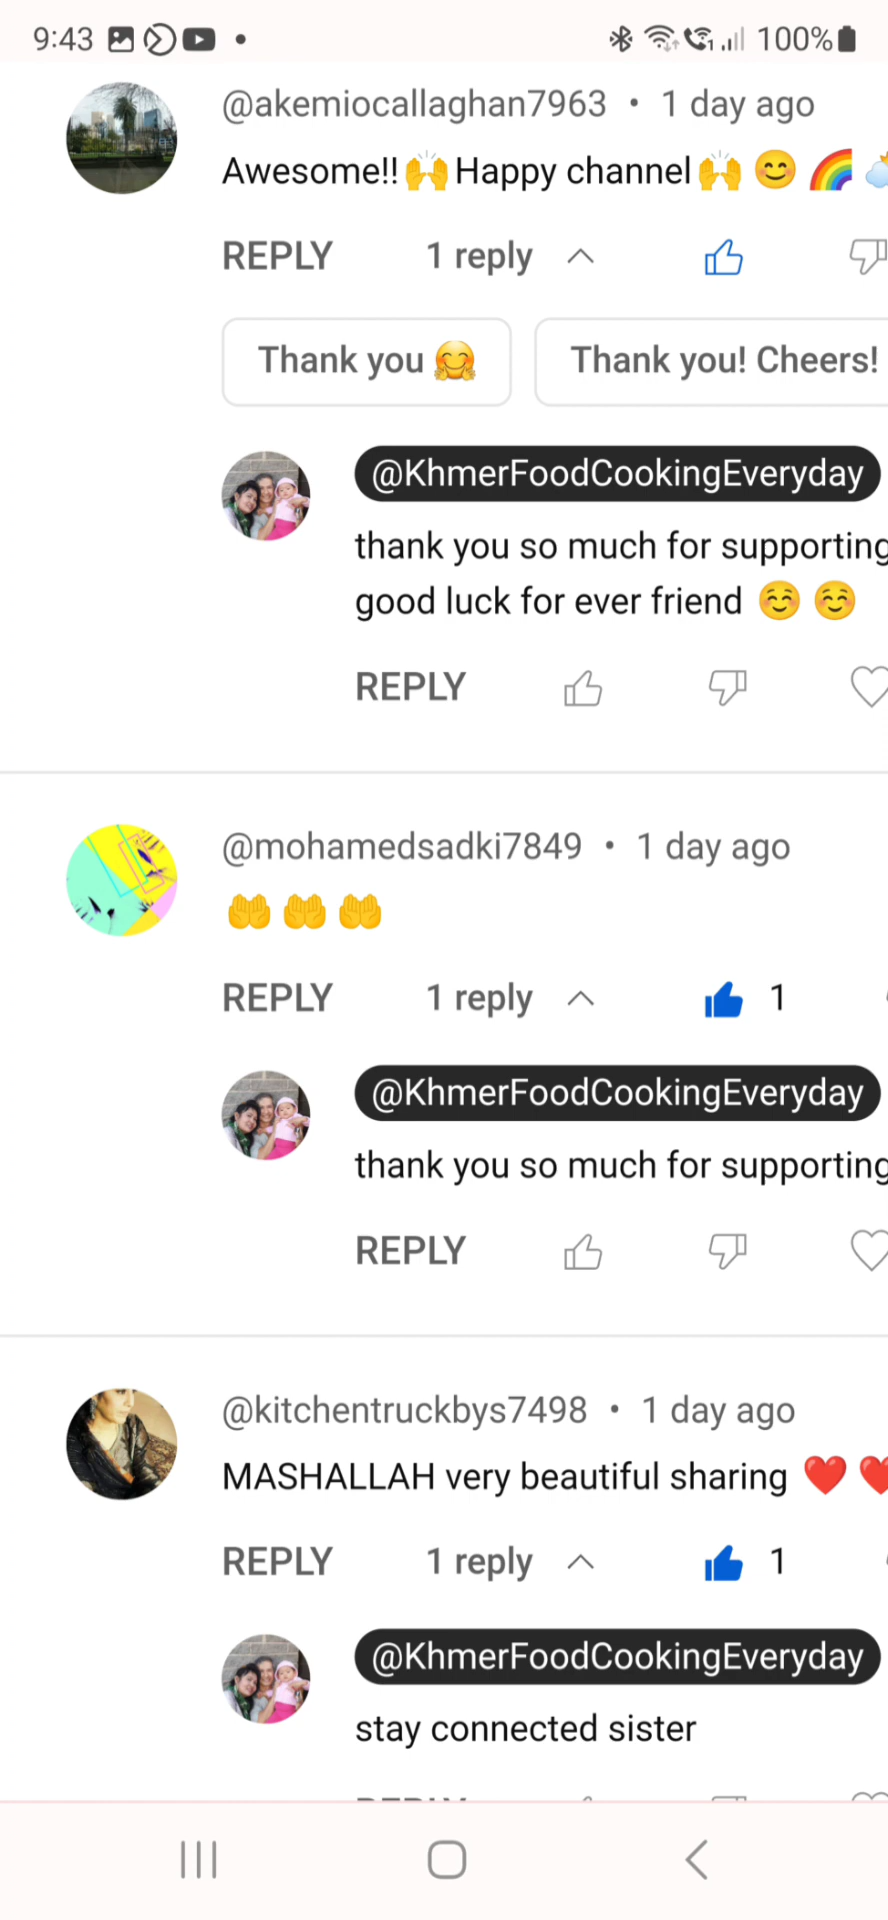 9:43
100%
@akemiocallaghan7963 • 1 day ago
Awesome!!🙌Happy channel🙌 😊 🌈
REPLY 1 reply
Thank you 🤗 Thank you! Cheers!
@KhmerFoodCookingEveryday
thank you so much for supporting
good luck for ever friend ☺️ ☺️
REPLY
@mohamedsadki7849 • 1 day ago
🤲 🤲 🤲
REPLY 1 reply 1
@KhmerFoodCookingEveryday
thank you so much for supporting
REPLY
@kitchentruckbys7498 • 1 day ago
MASHALLAH very beautiful sharing ❤️ ❤️
REPLY 1 reply 1
@KhmerFoodCookingEveryday
stay connected sister